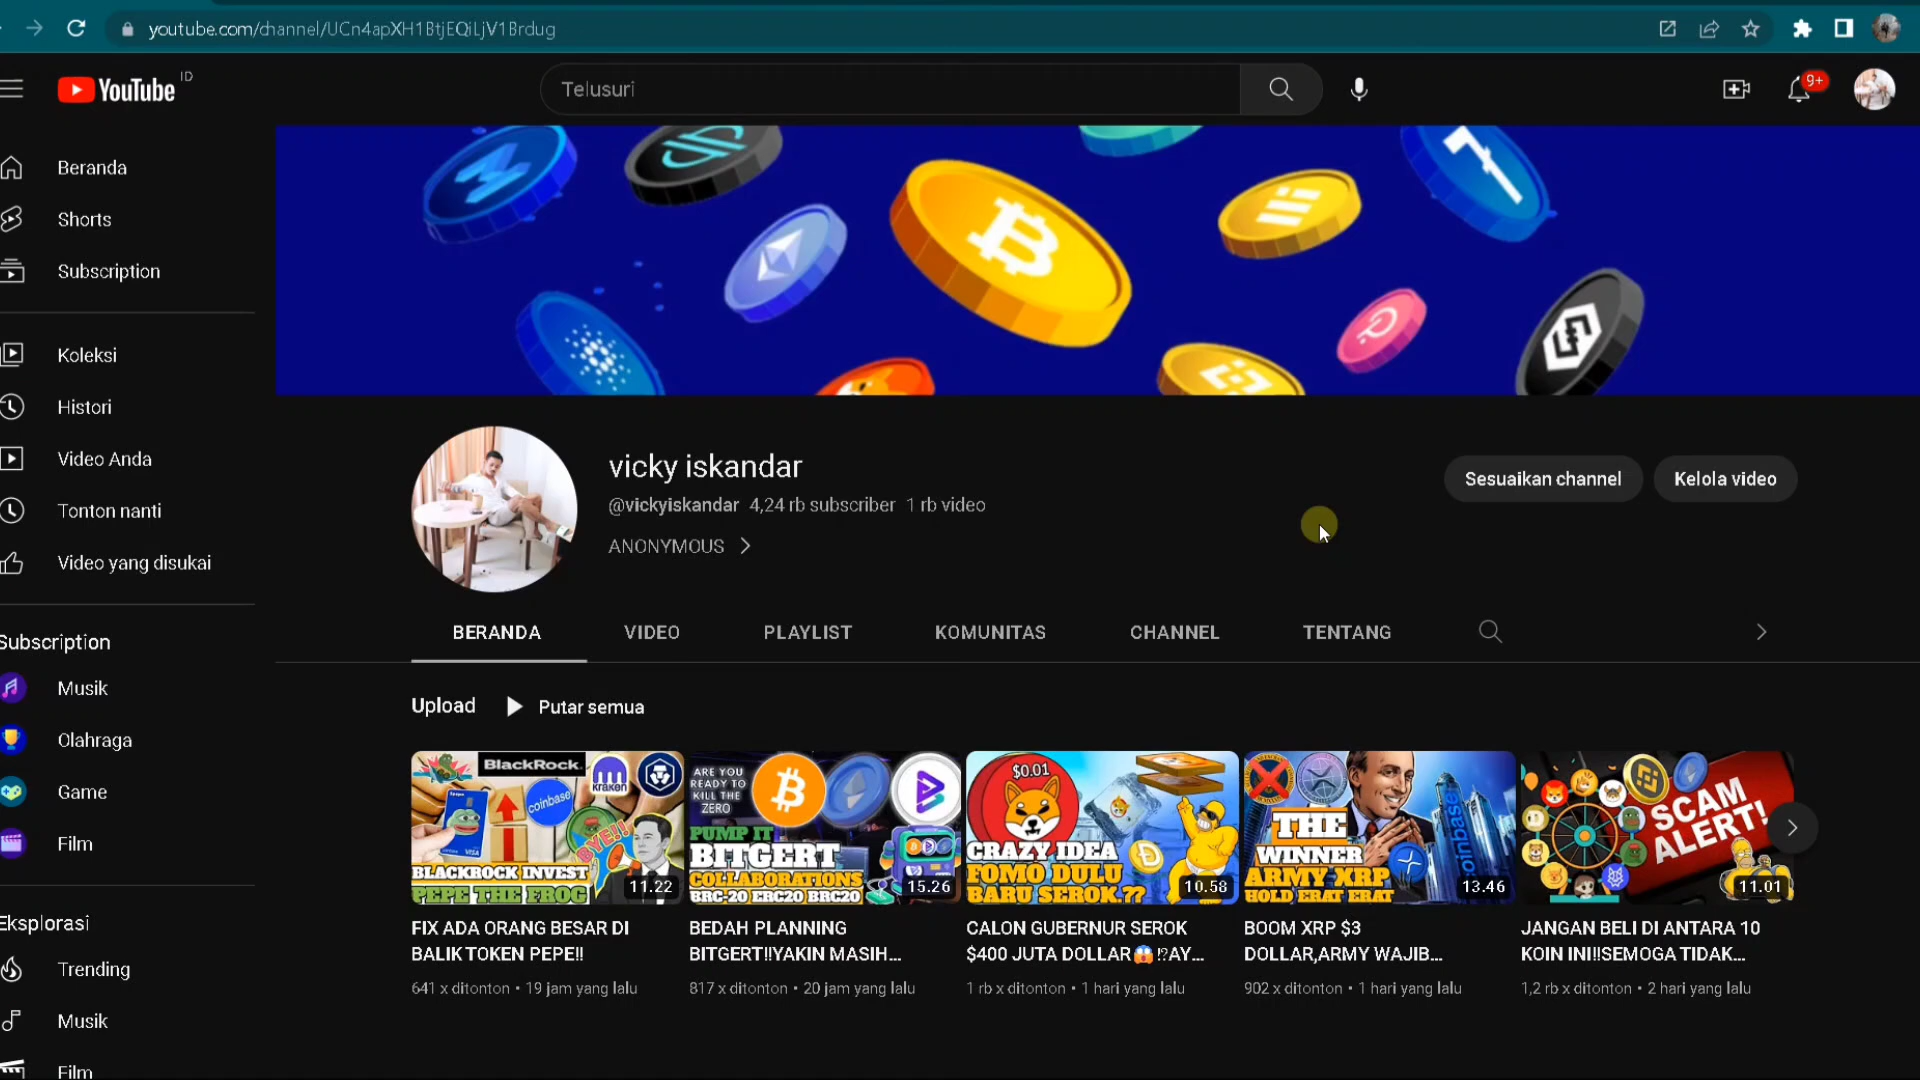 youtube.com/channel/UCn4apXH1BtjEQiLjV1Brdug
YouTube ID
Telusuri
9+
Beranda
Shorts
Subscription
Koleksi
Histori
Video Anda
Tonton nanti
Video yang disukai
Subscription
Musik
Olahraga
Game
Film
Eksplorasi
Trending
Musik
Film
vicky iskandar
@vickyiskandar 4,24 rb subscriber 1 rb video
ANONYMOUS
Sesuaikan channel
Kelola video
BERANDA VIDEO PLAYLIST KOMUNITAS CHANNEL TENTANG
Upload Putar semua
BlackRock.
kraken
coinbase
BYE!!
BLACKROCK INVEST
PEPE THE FROG
11.22
FIX ADA ORANG BESAR DI
BALIK TOKEN PEPE!!
641 x ditonton • 19 jam yang lalu
ARE YOU
READY TO
KILL THE
ZERO
PUMP IT
BITGERT
COLLABORATIONS
BRC-20 ERC20 BRC20
15.26
BEDAH PLANNING
BITGERT!!YAKIN MASIH...
817 x ditonton • 20 jam yang lalu
$0.01
CRAZY IDEA
FOMO DULU
BARU SEROK.??
10.58
CALON GUBERNUR SEROK
$400 JUTA DOLLAR😱!?AY...
1 rb x ditonton • 1 hari yang lalu
THE
WINNER
ARMY XRP
HOLD ERAT ERAT
coinbase
13.46
BOOM XRP $3
DOLLAR,ARMY WAJIB...
902 x ditonton • 1 hari yang lalu
SCAM
ALERT!
11.01
JANGAN BELI DI ANTARA 10
KOIN INI!!SEMOGA TIDAK...
1,2 rb x ditonton • 2 hari yang lalu